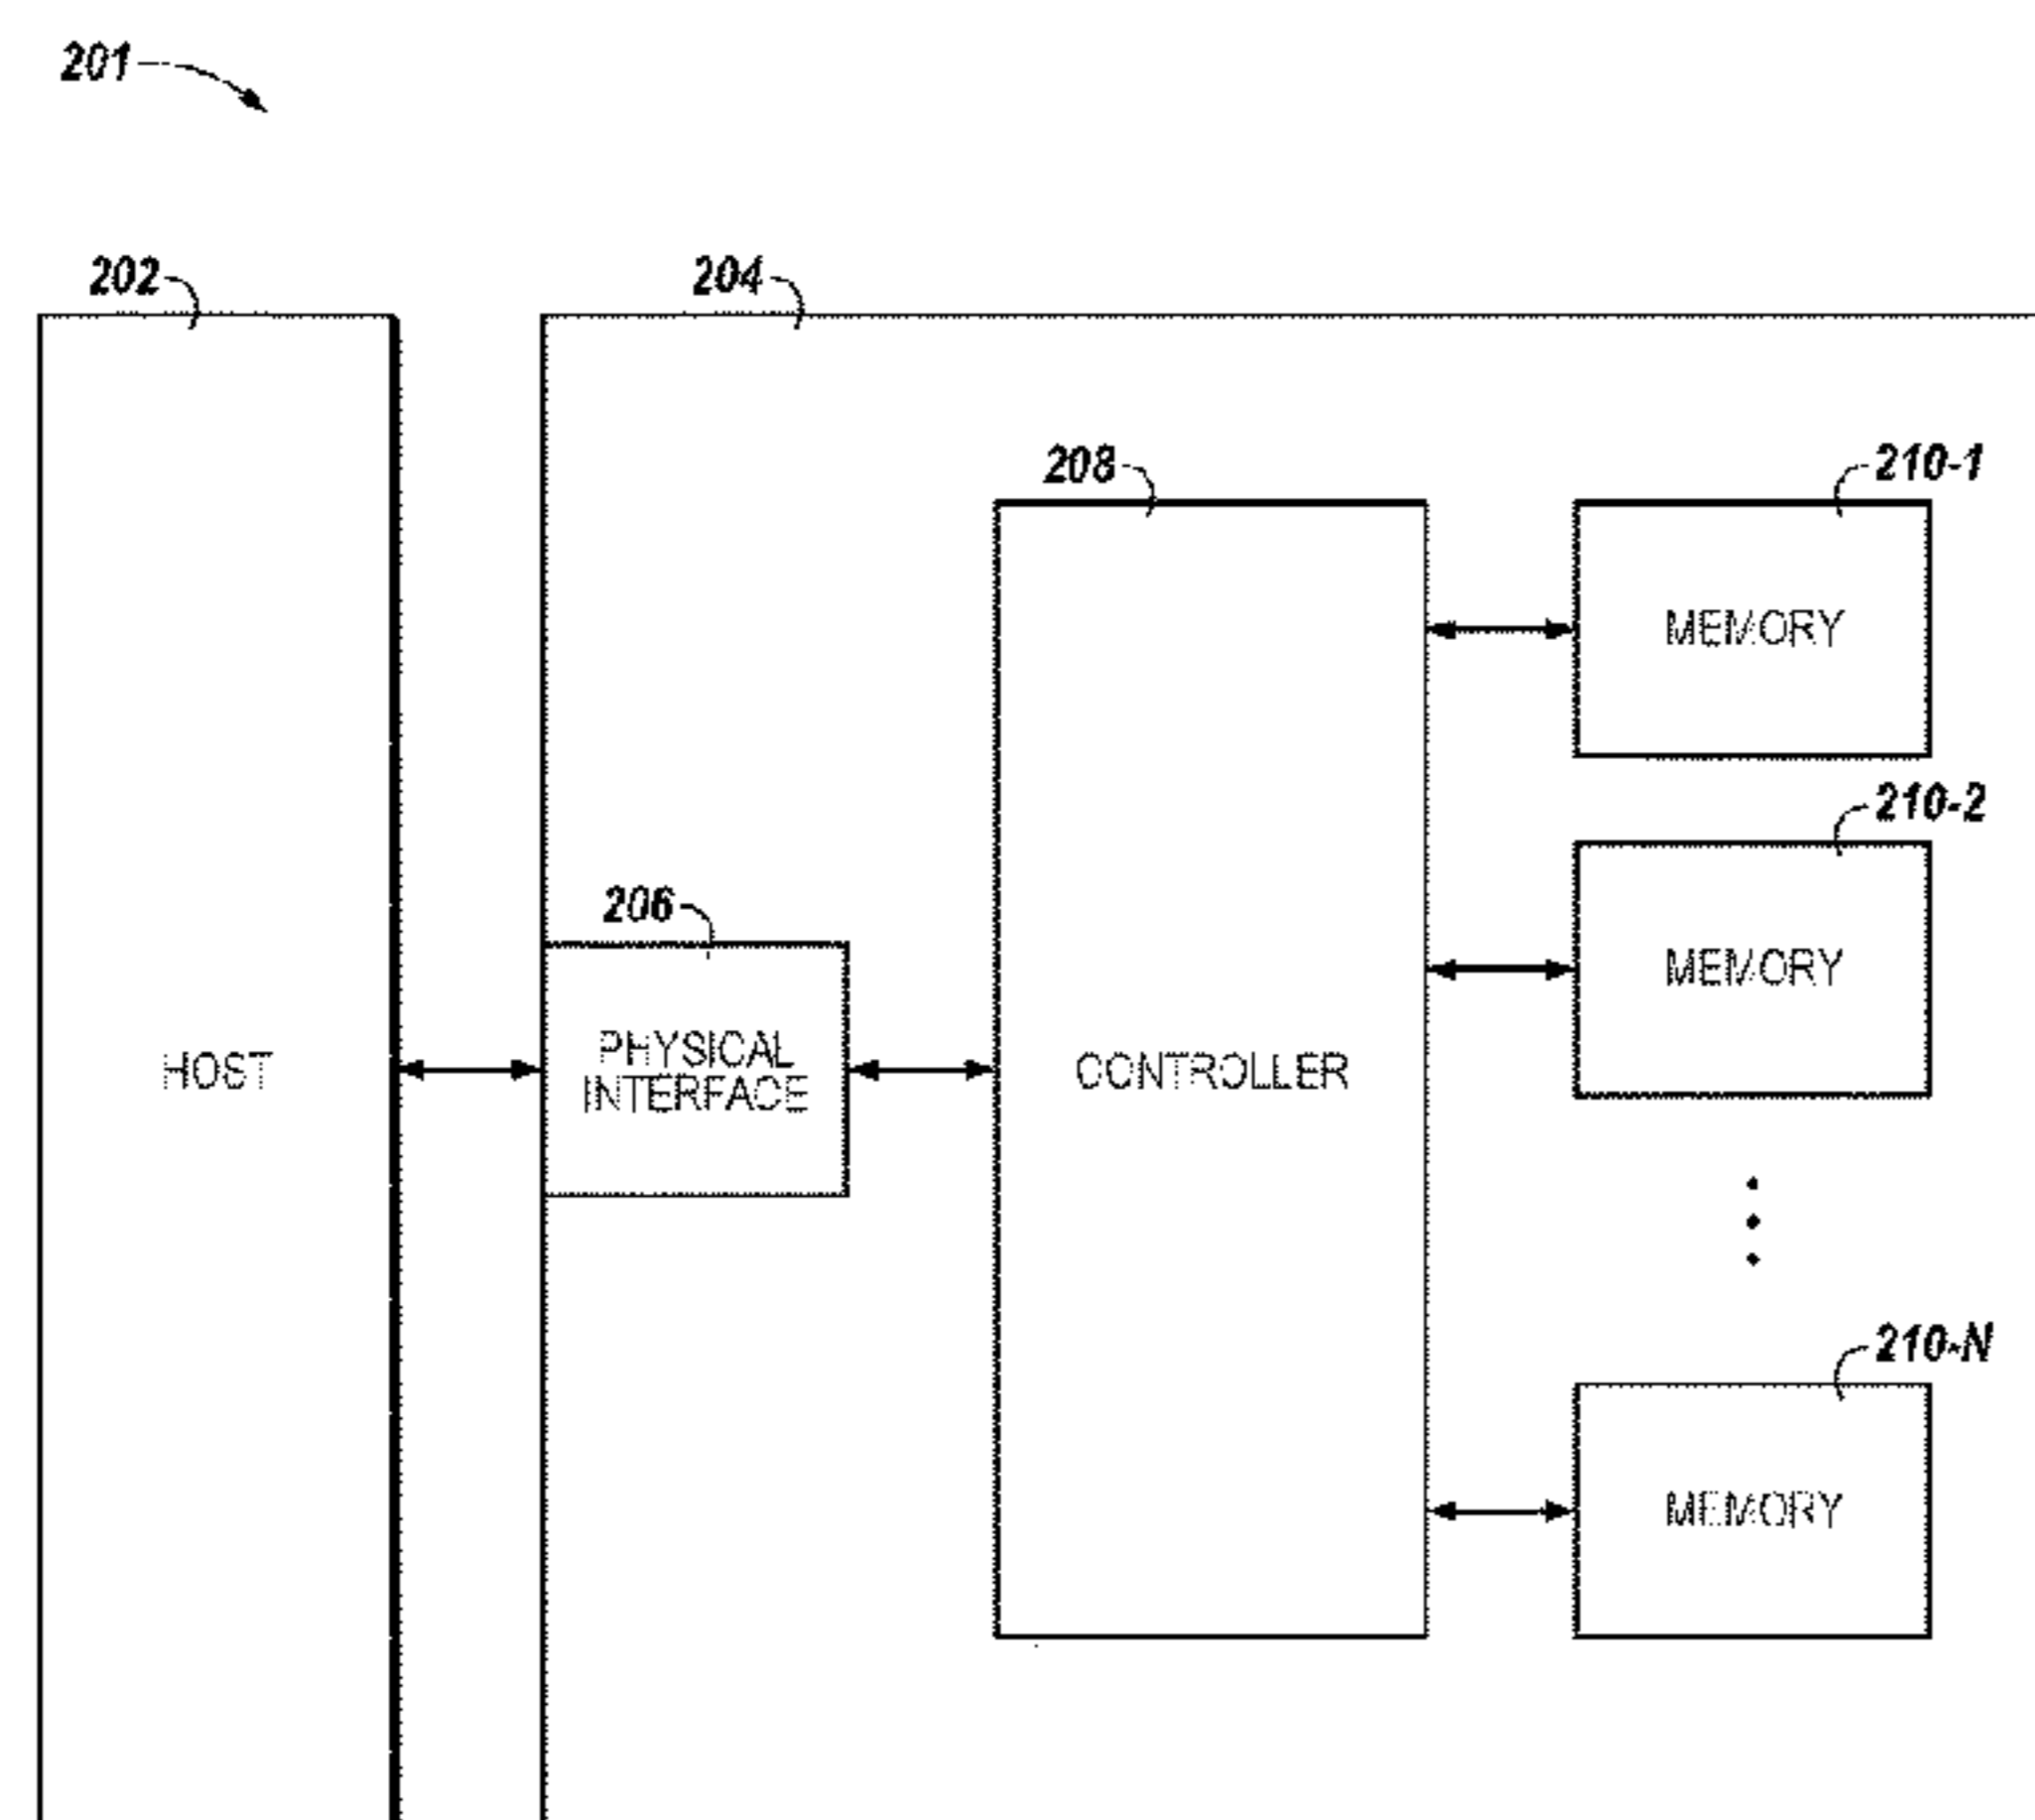 201
202
204
208
210-1
MEMORY
210-2
206
MEMORY
HOST
PHYSICAL
INTERFACE
CONTROLLER
210-N
MEMORY